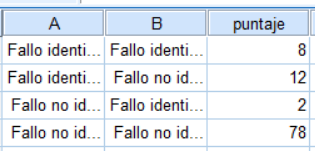 A B puntaje
Fallo identi... Fallo identi... 8
Fallo identi... Fallo no id... 12
Fallo no id... Fallo identi... 2
Fallo no id... Fallo no id... 78